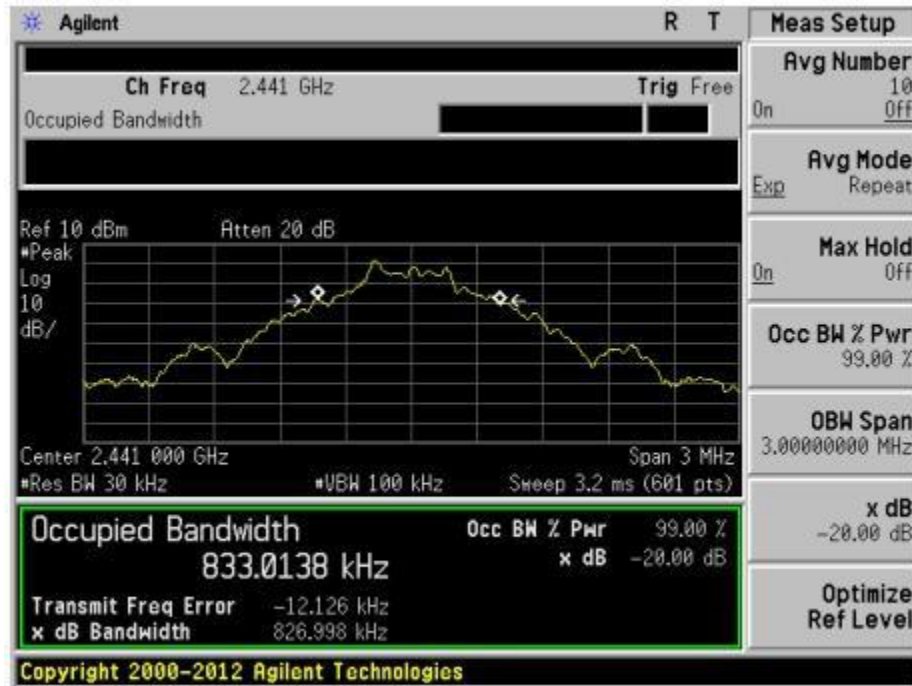 Agilent R T
Meas Setup
Ch Freq 2.441 GHz Trig Free
Occupied Bandwidth
Avg Number
10
On Off
Avg Mode
Exp Repeat
Ref 10 dBm Atten 20 dB
#Peak
Log
10
dB/
Max Hold
On Off
Occ BW % Pwr
99.00 %
OBW Span
3.00000000 MHz
Center 2.441 000 GHz Span 3 MHz
#Res BW 30 kHz #VBW 100 kHz Sweep 3.2 ms (601 pts)
Occupied Bandwidth Occ BW % Pwr 99.00 %
833.0138 kHz x dB -20.00 dB
Transmit Freq Error -12.126 kHz
x dB Bandwidth 826.998 kHz
x dB
-20.00 dB
Optimize
Ref Level
Copyright 2000-2012 Agilent Technologies